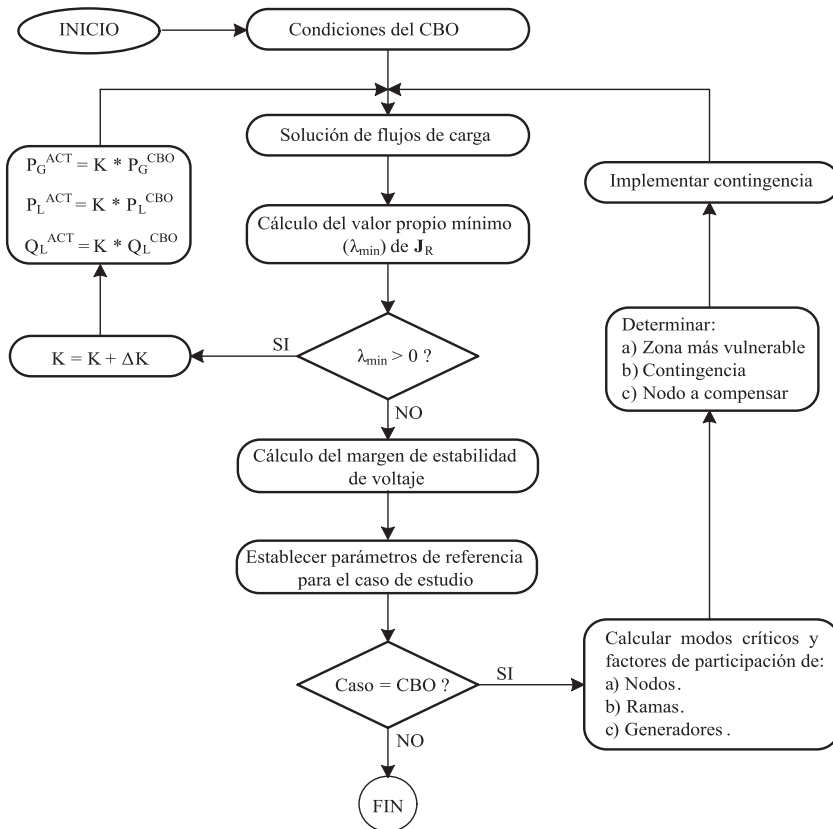 INICIO
Condiciones del CBO
Solución de flujos de carga
P_G^ACT = K * P_G^CBO
P_L^ACT = K * P_L^CBO
Q_L^ACT = K * Q_L^CBO
Implementar contingencia
Cálculo del valor propio mínimo
(λmin) de J_R
K = K + ΔK
SI
λmin > 0 ?
NO
Determinar:
a) Zona más vulnerable
b) Contingencia
c) Nodo a compensar
Cálculo del margen de estabilidad
de voltaje
Establecer parámetros de referencia
para el caso de estudio
Caso = CBO ?
SI
NO
Calcular modos críticos y
factores de participación de:
a) Nodos.
b) Ramas.
c) Generadores .
FIN